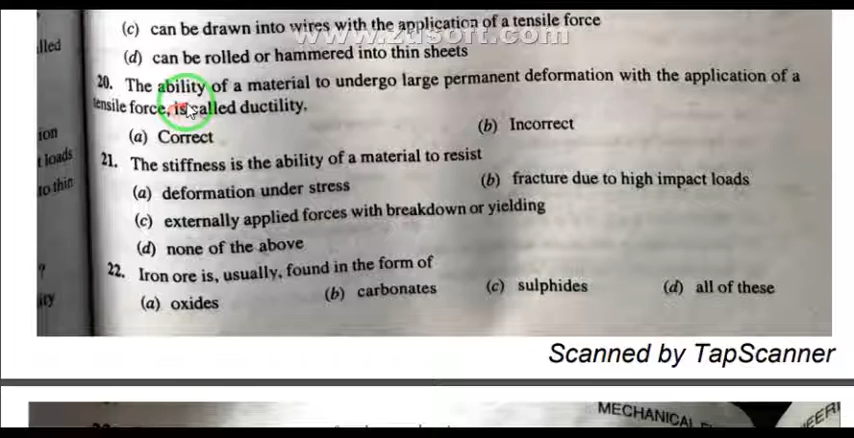 (c) can be drawn into wires with the application of a tensile force
www.zdsoft.com
lled
(d) can be rolled or hammered into thin sheets
20. The ability of a material to undergo large permanent deformation with the application of a
tensile force, is called ductility.
(a) Correct (b) Incorrect
ion
t loads
to thin
21. The stiffness is the ability of a material to resist
(a) deformation under stress (b) fracture due to high impact loads
(c) externally applied forces with breakdown or yielding
(d) none of the above
?
ity
22. Iron ore is, usually, found in the form of
(a) oxides (b) carbonates (c) sulphides (d) all of these
Scanned by TapScanner
MECHANICAL
EERI